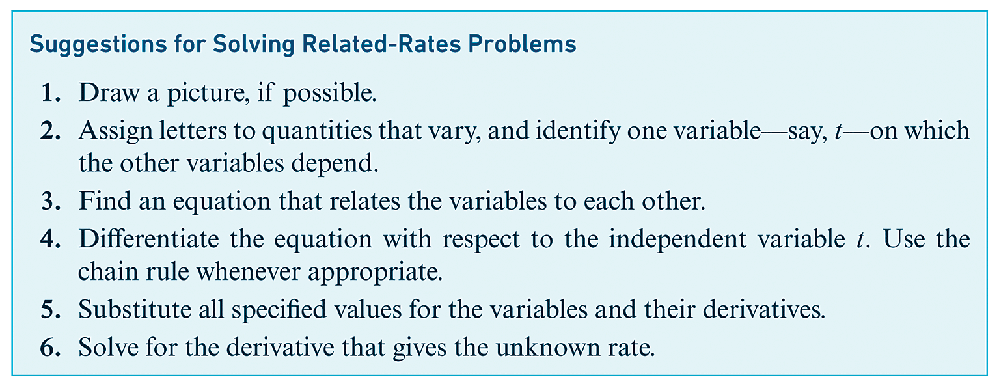 Suggestions for Solving Related-Rates Problems
1. Draw a picture, if possible.
2. Assign letters to quantities that vary, and identify one variable—say, t—on which
the other variables depend.
3. Find an equation that relates the variables to each other.
4. Differentiate the equation with respect to the independent variable t. Use the
chain rule whenever appropriate.
5. Substitute all specified values for the variables and their derivatives.
6. Solve for the derivative that gives the unknown rate.